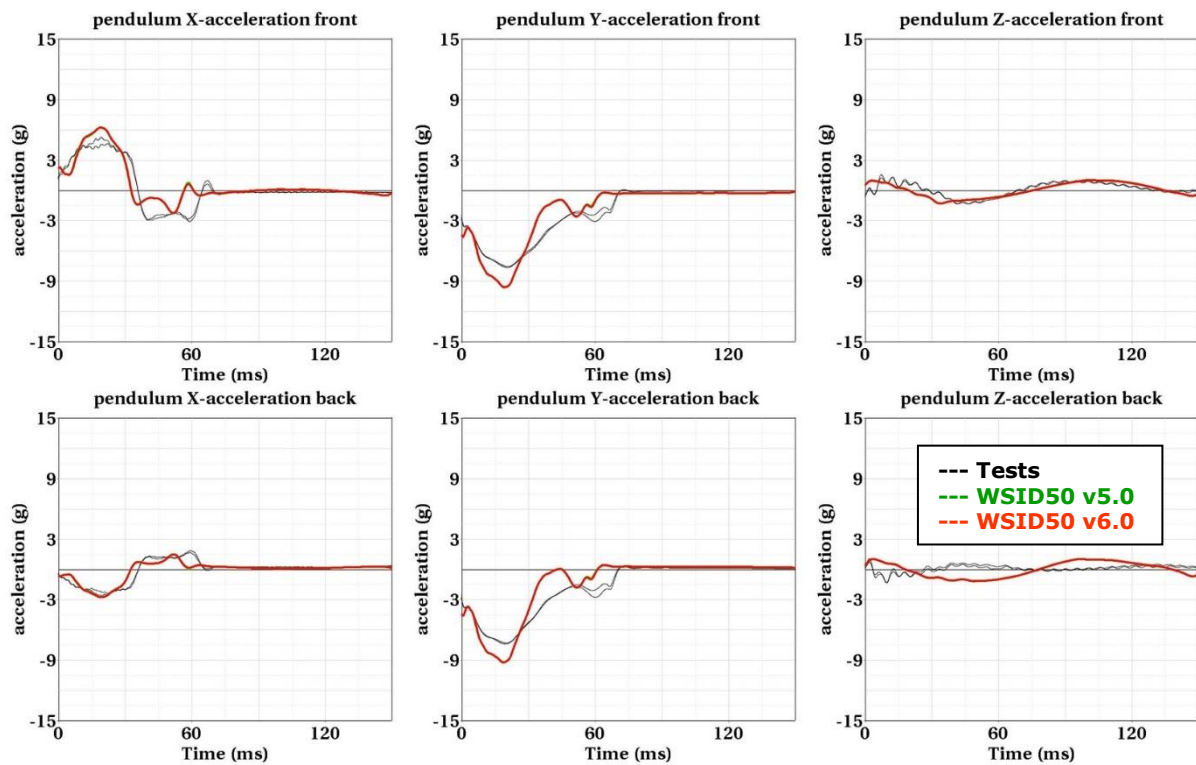 pendulum X-acceleration front
pendulum Y-acceleration front
pendulum Z-acceleration front
15
9
3
-3
-9
-15
acceleration (g)
0
60
120
Time (ms)
15
9
3
-3
-9
-15
acceleration (g)
0
60
120
Time (ms)
15
9
3
-3
-9
-15
acceleration (g)
0
60
120
Time (ms)
pendulum X-acceleration back
pendulum Y-acceleration back
pendulum Z-acceleration back
15
9
3
-3
-9
-15
acceleration (g)
0
60
120
Time (ms)
15
9
3
-3
-9
-15
acceleration (g)
0
60
120
Time (ms)
15
9
3
-3
-9
-15
acceleration (g)
0
60
120
Time (ms)
--- Tests
--- WSID50 v5.0
--- WSID50 v6.0